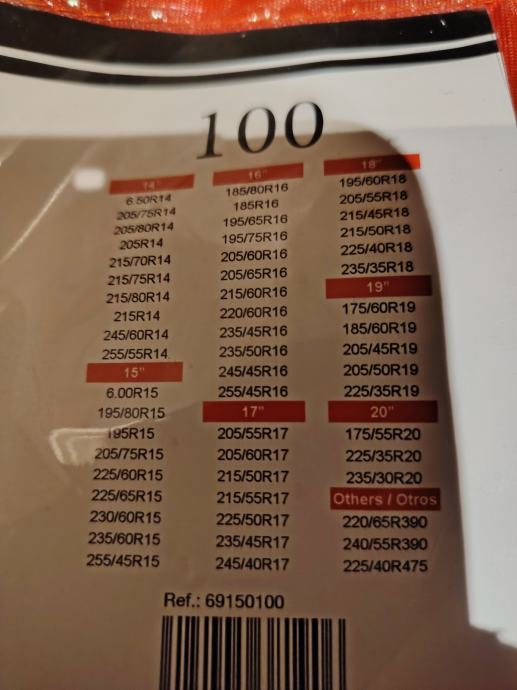 100
14"
6.50R14
205/75R14
205/80R14
205R14
215/70R14
215/75R14
215/80R14
215R14
245/60R14
255/55R14
15"
6.00R15
195/80R15
195R15
205/75R15
225/60R15
225/65R15
230/60R15
235/60R15
255/45R15
16"
185/80R16
185R16
195/65R16
195/75R16
205/60R16
205/65R16
215/60R16
220/60R16
235/45R16
235/50R16
245/45R16
255/45R16
17"
205/55R17
205/60R17
215/50R17
215/55R17
225/50R17
235/45R17
245/40R17
18"
195/60R18
205/55R18
215/45R18
215/50R18
225/40R18
235/35R18
19"
175/60R19
185/60R19
205/45R19
205/50R19
225/35R19
20"
175/55R20
225/35R20
235/30R20
Others / Otros
220/65R390
240/55R390
225/40R475
Ref.: 69150100